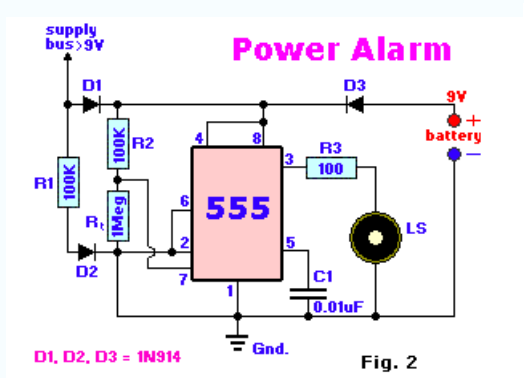 supply
bus>9V
Power Alarm
D1
D3
9V
+
battery
−
4
8
R2
100K
R3
100
3
R1
100K
555
Rt
1Meg
6
LS
2
5
D2
7
C1
1
0.01uF
Gnd.
D1, D2, D3 = 1N914
Fig. 2